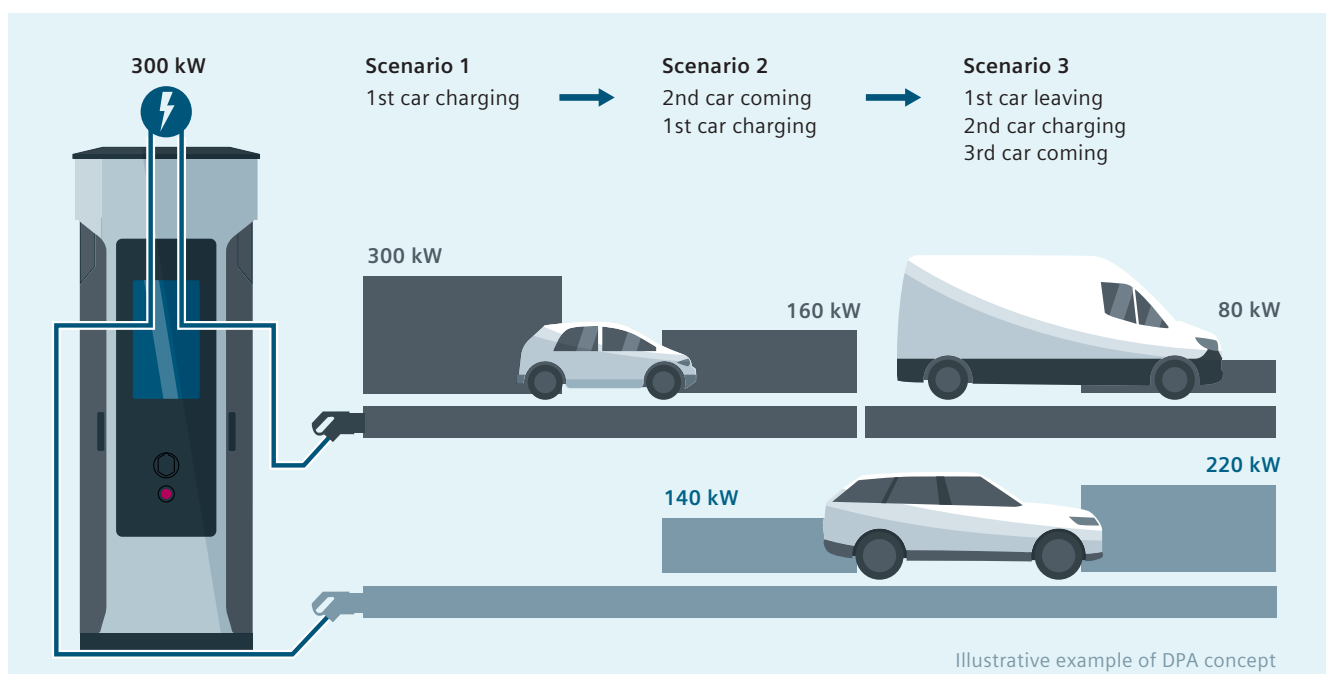 300 kW
Scenario 1
1st car charging
Scenario 2
2nd car coming
1st car charging
Scenario 3
1st car leaving
2nd car charging
3rd car coming
300 kW
160 kW
80 kW
140 kW
220 kW
Illustrative example of DPA concept